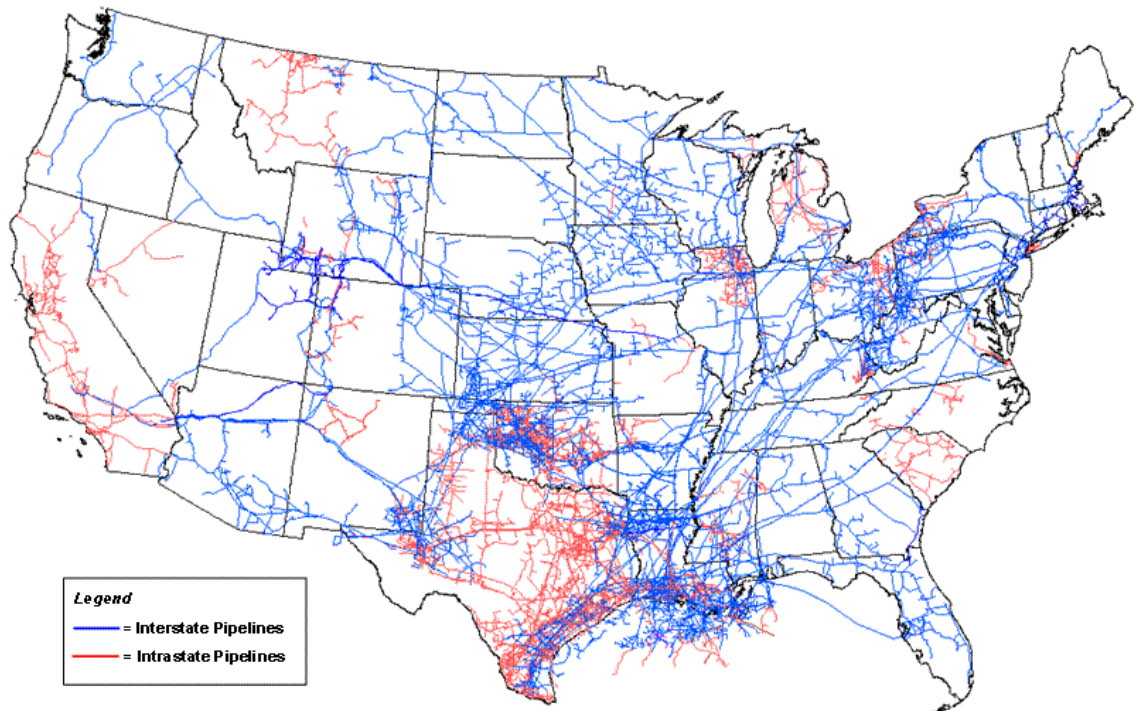 Legend
= Interstate Pipelines
= Intrastate Pipelines